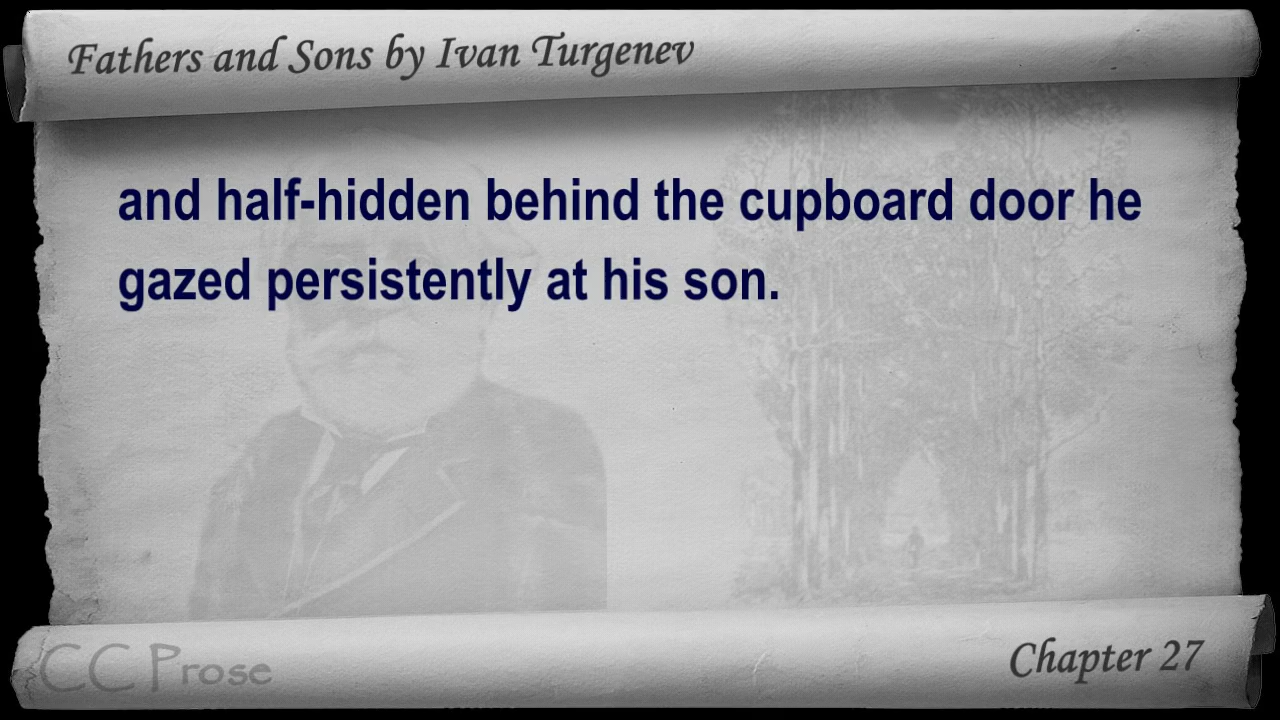 Fathers and Sons by Ivan Turgenev
and half-hidden behind the cupboard door he
gazed persistently at his son.
CC Prose
Chapter 27